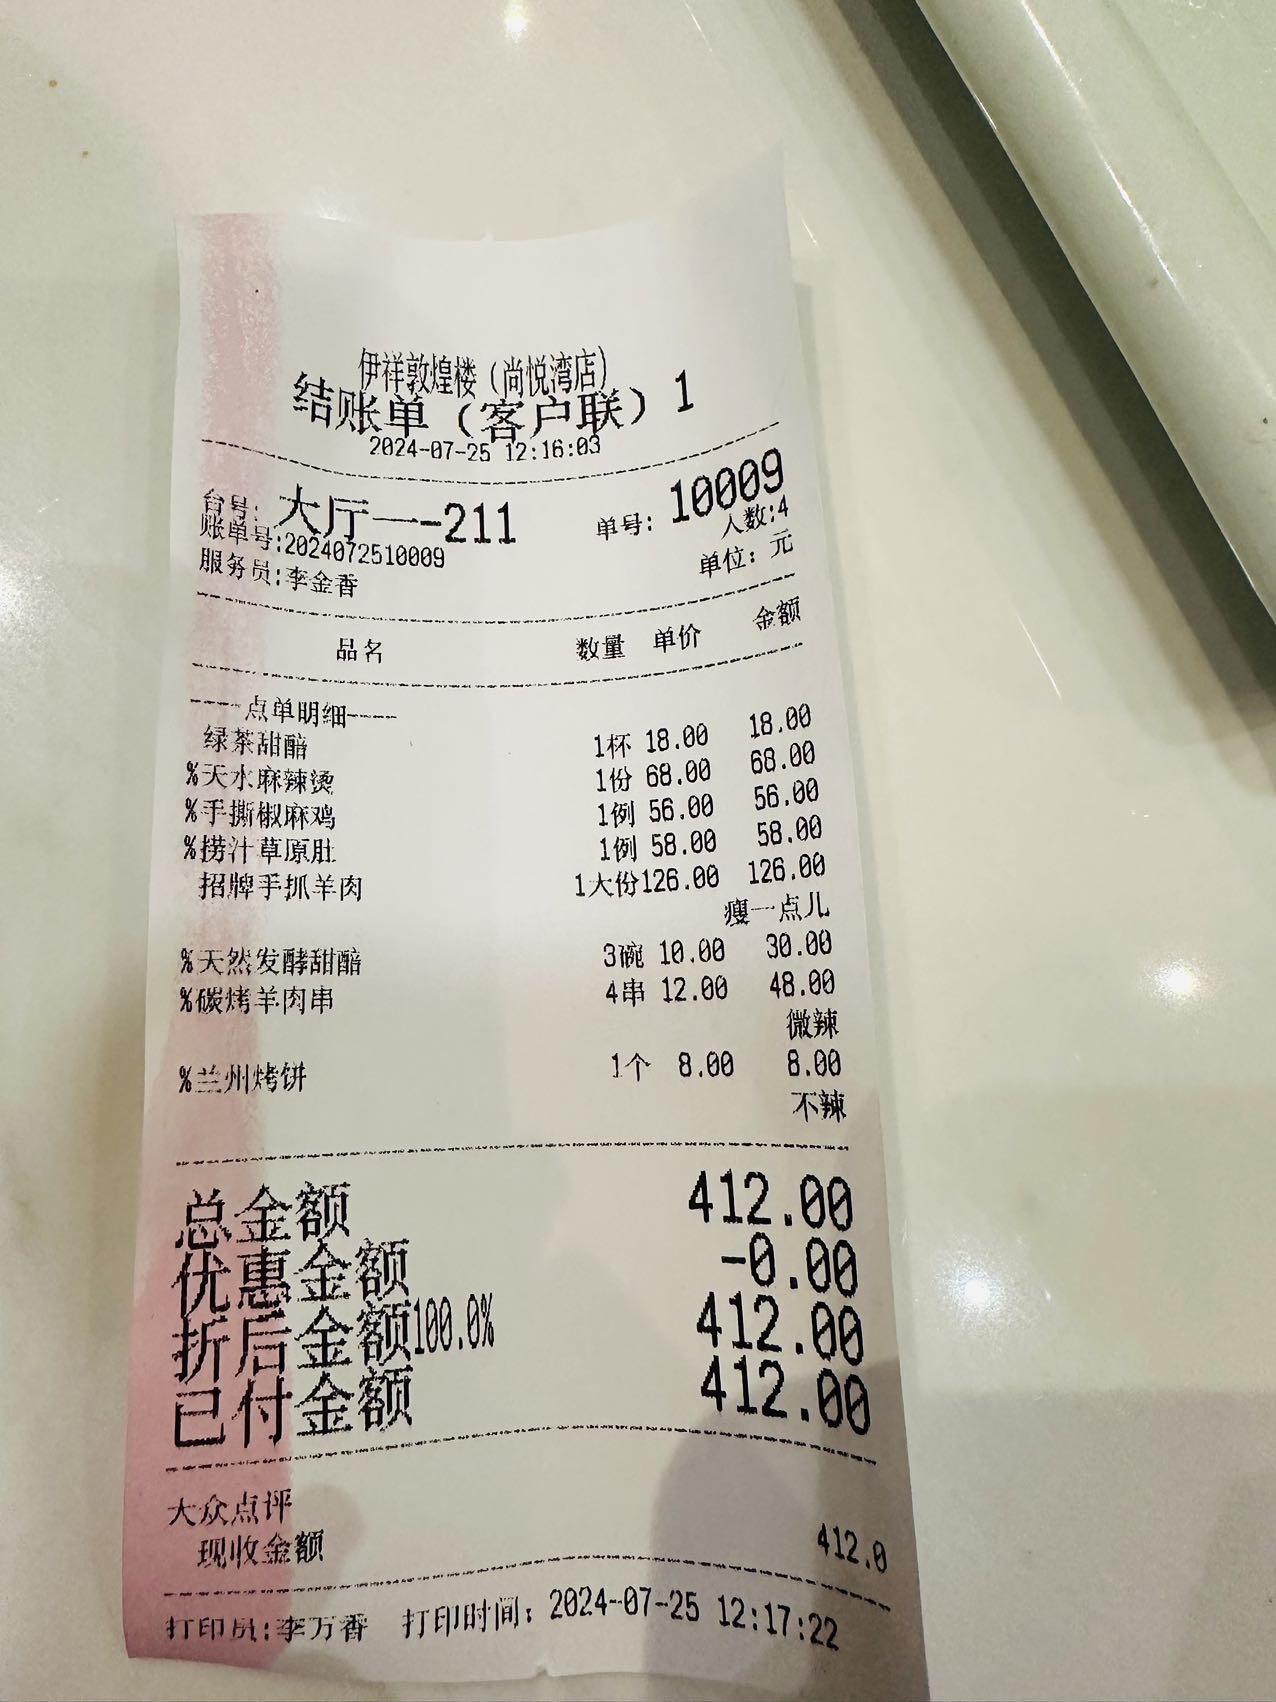 伊祥敦煌楼(尚悦湾店)
结账单(客户联)1
2024-07-25 12:16:03
台号: 大厅一-211 单号: 10009
账单号:2024072510009 人数:4
服务员:李金香 单位: 元
品名 数量 单价 金额
----点单明细----
绿茶甜醅 1杯 18.00 18.00
%天水麻辣烫 1份 68.00 68.00
%手撕椒麻鸡 1例 56.00 56.00
%捞汁草原肚 1例 58.00 58.00
招牌手抓羊肉 1大份126.00 126.00
瘦一点儿
%天然发酵甜醅 3碗 10.00 30.00
%碳烤羊肉串 4串 12.00 48.00
微辣
%兰州烤饼 1个 8.00 8.00
不辣
总金额 412.00
优惠金额 -0.00
折后金额100.0% 412.00
已付金额 412.00
大众点评
现收金额 412.0
打印员:李万香 打印时间: 2024-07-25 12:17:22